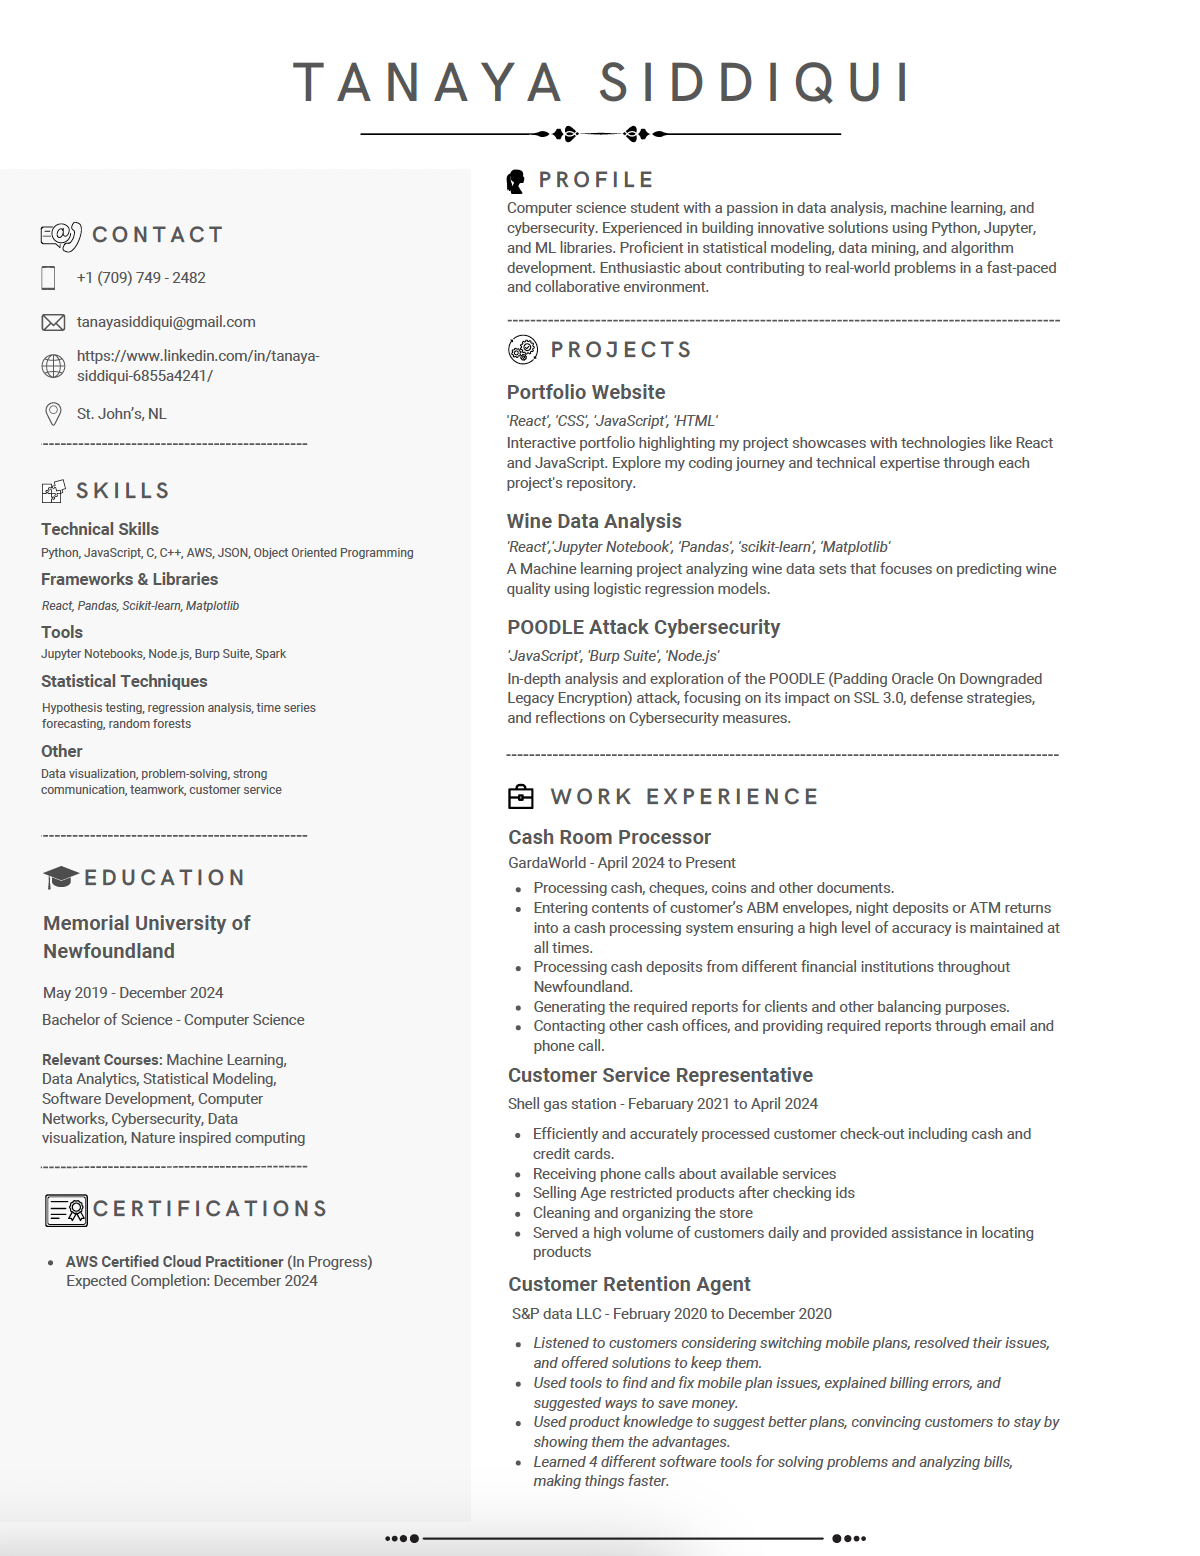 TANAYA SIDDIQUI
CONTACT
+1 (709) 749 - 2482
tanayasiddiqui@gmail.com
https://www.linkedin.com/in/tanaya-
siddiqui-6855a4241/
St. John's, NL
SKILLS
Technical Skills
Python, JavaScript, C, C++, AWS, JSON, Object Oriented Programming
Frameworks & Libraries
React, Pandas, Scikit-learn, Matplotlib
Tools
Jupyter Notebooks, Node.js, Burp Suite, Spark
Statistical Techniques
Hypothesis testing, regression analysis, time series
forecasting, random forests
Other
Data visualization, problem-solving, strong
communication, teamwork, customer service
EDUCATION
Memorial University of
Newfoundland
May 2019 - December 2024
Bachelor of Science - Computer Science
Relevant Courses: Machine Learning,
Data Analytics, Statistical Modeling,
Software Development, Computer
Networks, Cybersecurity, Data
visualization, Nature inspired computing
CERTIFICATIONS
• AWS Certified Cloud Practitioner (In Progress)
Expected Completion: December 2024
PROFILE
Computer science student with a passion in data analysis, machine learning, and
cybersecurity. Experienced in building innovative solutions using Python, Jupyter,
and ML libraries. Proficient in statistical modeling, data mining, and algorithm
development. Enthusiastic about contributing to real-world problems in a fast-paced
and collaborative environment.
PROJECTS
Portfolio Website
'React', 'CSS', 'JavaScript', 'HTML'
Interactive portfolio highlighting my project showcases with technologies like React
and JavaScript. Explore my coding journey and technical expertise through each
project's repository.
Wine Data Analysis
'React','Jupyter Notebook', 'Pandas', 'scikit-learn', 'Matplotlib'
A Machine learning project analyzing wine data sets that focuses on predicting wine
quality using logistic regression models.
POODLE Attack Cybersecurity
'JavaScript', 'Burp Suite', 'Node.js'
In-depth analysis and exploration of the POODLE (Padding Oracle On Downgraded
Legacy Encryption) attack, focusing on its impact on SSL 3.0, defense strategies,
and reflections on Cybersecurity measures.
WORK EXPERIENCE
Cash Room Processor
GardaWorld - April 2024 to Present
• Processing cash, cheques, coins and other documents.
• Entering contents of customer's ABM envelopes, night deposits or ATM returns
into a cash processing system ensuring a high level of accuracy is maintained at
all times.
• Processing cash deposits from different financial institutions throughout
Newfoundland.
• Generating the required reports for clients and other balancing purposes.
• Contacting other cash offices, and providing required reports through email and
phone call.
Customer Service Representative
Shell gas station - Febaruary 2021 to April 2024
• Efficiently and accurately processed customer check-out including cash and
credit cards.
• Receiving phone calls about available services
• Selling Age restricted products after checking ids
• Cleaning and organizing the store
• Served a high volume of customers daily and provided assistance in locating
products
Customer Retention Agent
S&P data LLC - February 2020 to December 2020
• Listened to customers considering switching mobile plans, resolved their issues,
and offered solutions to keep them.
• Used tools to find and fix mobile plan issues, explained billing errors, and
suggested ways to save money.
• Used product knowledge to suggest better plans, convincing customers to stay by
showing them the advantages.
• Learned 4 different software tools for solving problems and analyzing bills,
making things faster.